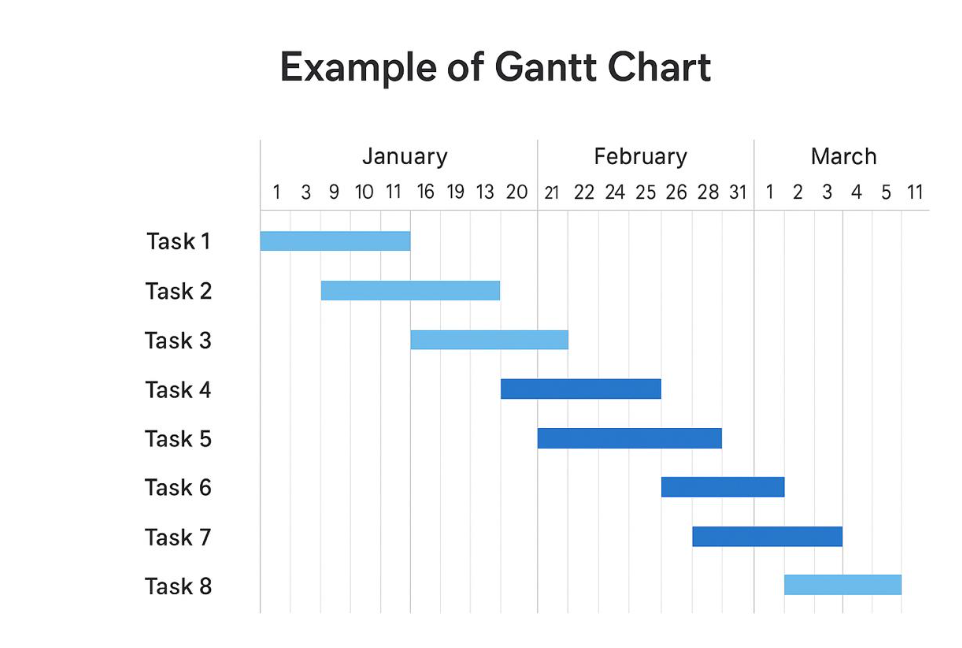 Example of Gantt Chart
January February March
1 3 9 10 11 16 19 13 20 21 22 24 25 26 28 31 1 2 3 4 5 11
Task 1
Task 2
Task 3
Task 4
Task 5
Task 6
Task 7
Task 8